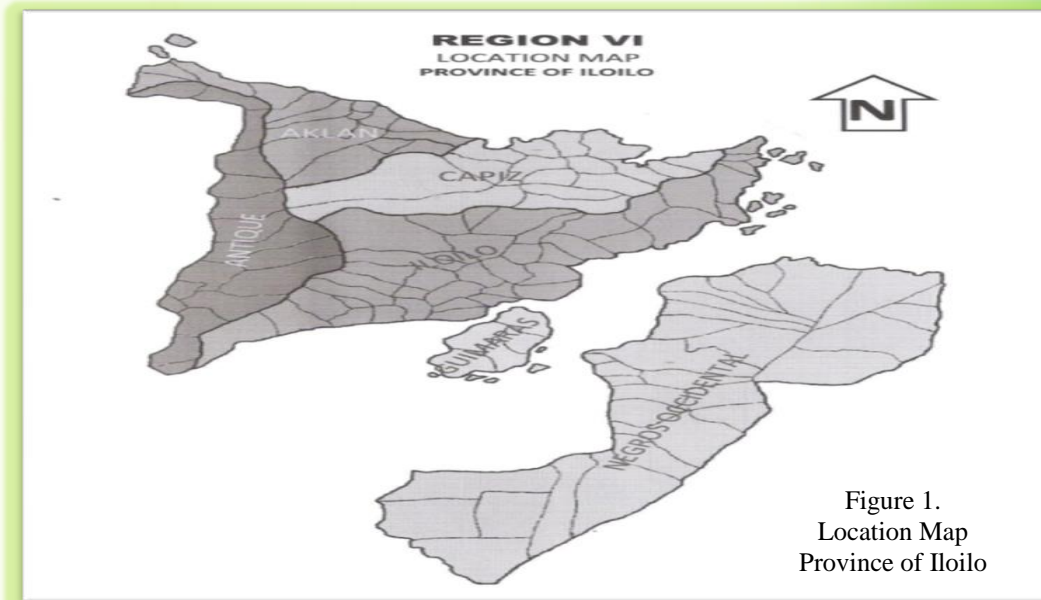 REGION VI
LOCATION MAP
PROVINCE OF ILOILO
N
AKLAN
CAPIZ
ANTIQUE
ILOILO
GUIMARAS
NEGROS OCCIDENTAL
Figure 1.
Location Map
Province of Iloilo